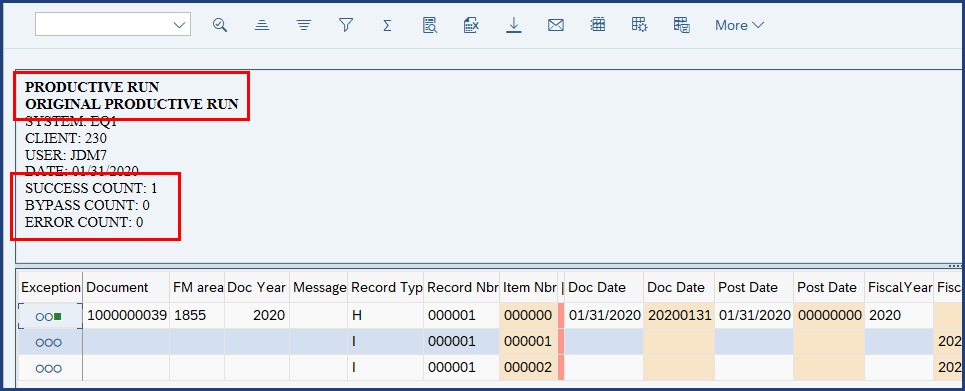 More
PRODUCTIVE RUN
ORIGINAL PRODUCTIVE RUN
SYSTEM: EQ1
CLIENT: 230
USER: JDM7
DATE: 01/31/2020
SUCCESS COUNT: 1
BYPASS COUNT: 0
ERROR COUNT: 0
Exception Document FM area Doc Year Message Record Typ Record Nbr Item Nbr Doc Date Doc Date Post Date Post Date FiscalYear Fisc
1000000039 1855 2020 H 000001 000000 01/31/2020 20200131 01/31/2020 00000000 2020
I 000001 000001 202
I 000001 000002 202